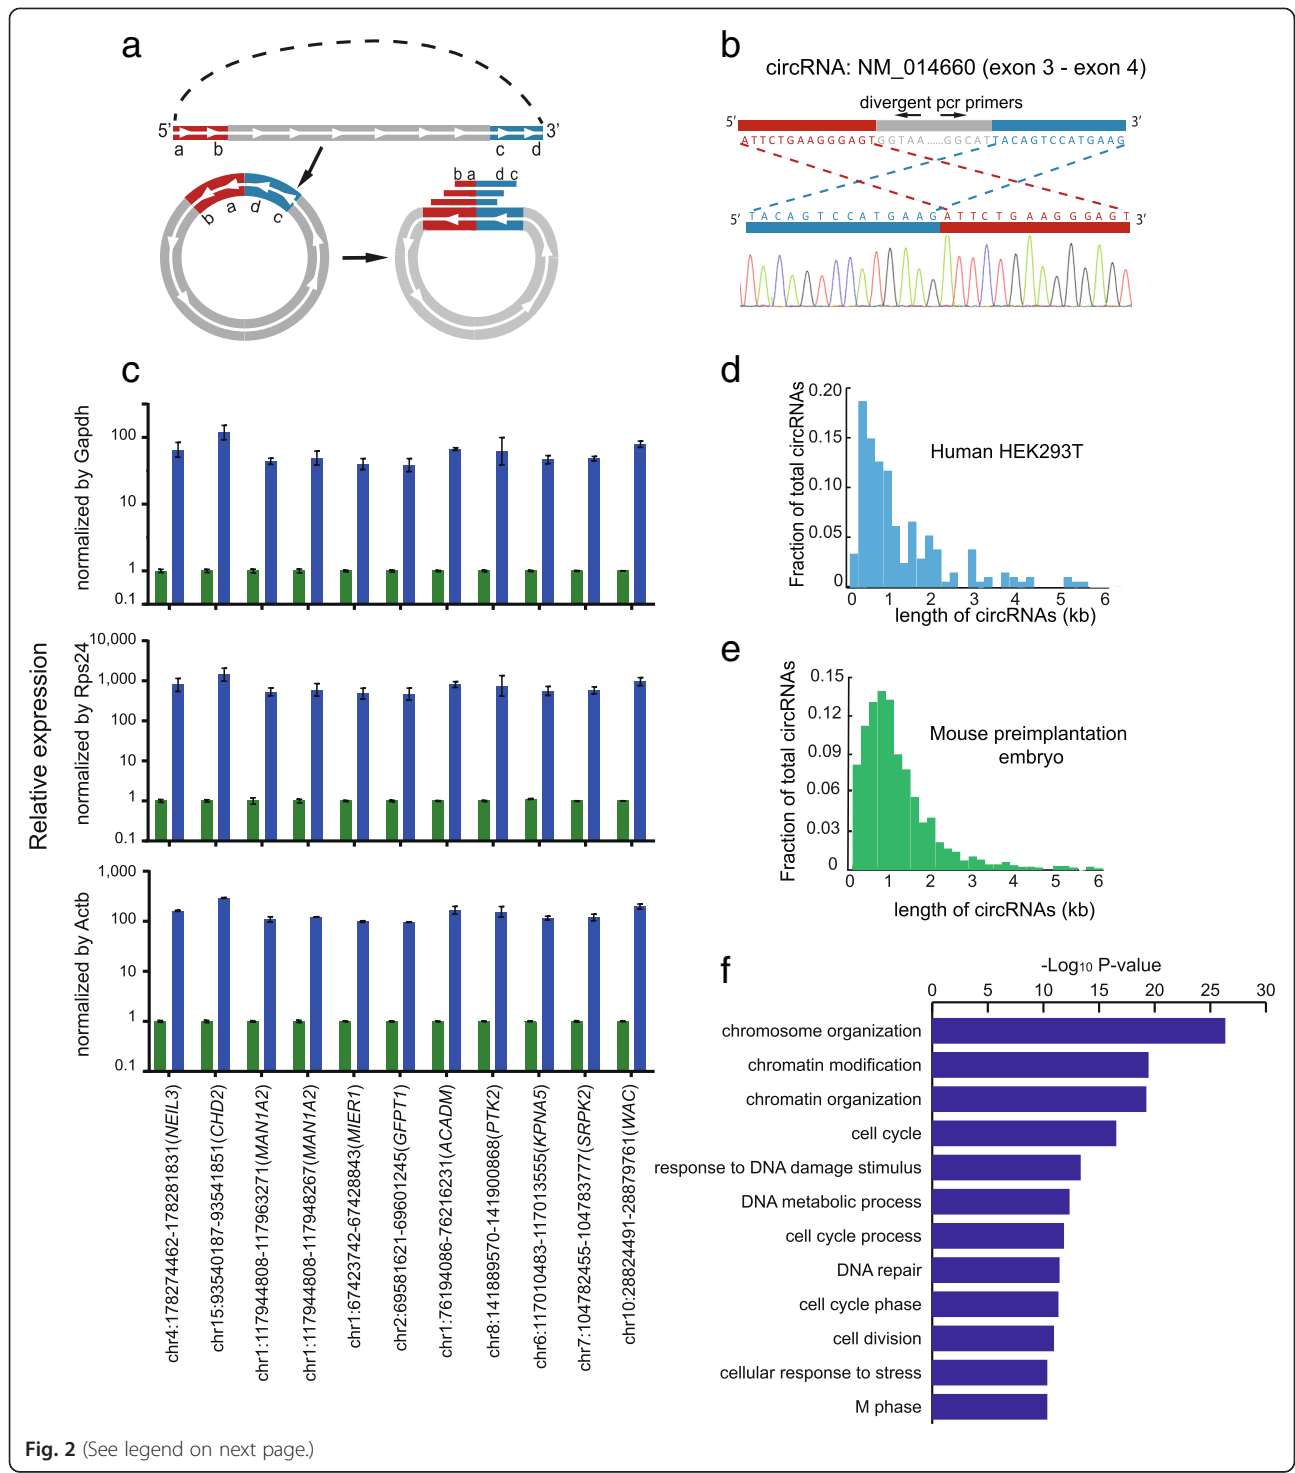 a
5’
3’
a
b
c
d
b
a
d
c
b a
d c
b
circRNA: NM_014660 (exon 3 - exon 4)
divergent pcr primers
5’
3’
ATTCTGAAGGGAGTGGTAA......GGCATTACAGTCCATGAAG
5’
TACAGTCCATGAAGATTCTGAAGGGAGT
3’
c
Relative expression
normalized by Gapdh
100
10
1
0.1
normalized by Rps24
10,000
1,000
100
10
1
0.1
normalized by Actb
1,000
100
10
1
0.1
chr4:178274462-178281831(NEIL3)
chr15:93540187-93541851(CHD2)
chr1:117944808-117963271(MAN1A2)
chr1:117944808-117948267(MAN1A2)
chr1:67423742-67428843(MIER1)
chr2:69581621-69601245(GFPT1)
chr1:76194086-76216231(ACADM)
chr8:141889570-141900868(PTK2)
chr6:117010483-117013555(KPNA5)
chr7:104782455-104783777(SRPK2)
chr10:28824491-28879761(WAC)
d
Fraction of total circRNAs
0.20
0.15
0.10
0.05
0
Human HEK293T
0 1 2 3 4 5 6
length of circRNAs (kb)
e
Fraction of total circRNAs
0.15
0.12
0.09
0.06
0.03
0
Mouse preimplantation
embryo
0 1 2 3 4 5 6
length of circRNAs (kb)
f
-Log10 P-value
0 5 10 15 20 25 30
chromosome organization
chromatin modification
chromatin organization
cell cycle
response to DNA damage stimulus
DNA metabolic process
cell cycle process
DNA repair
cell cycle phase
cell division
cellular response to stress
M phase
Fig. 2 (See legend on next page.)